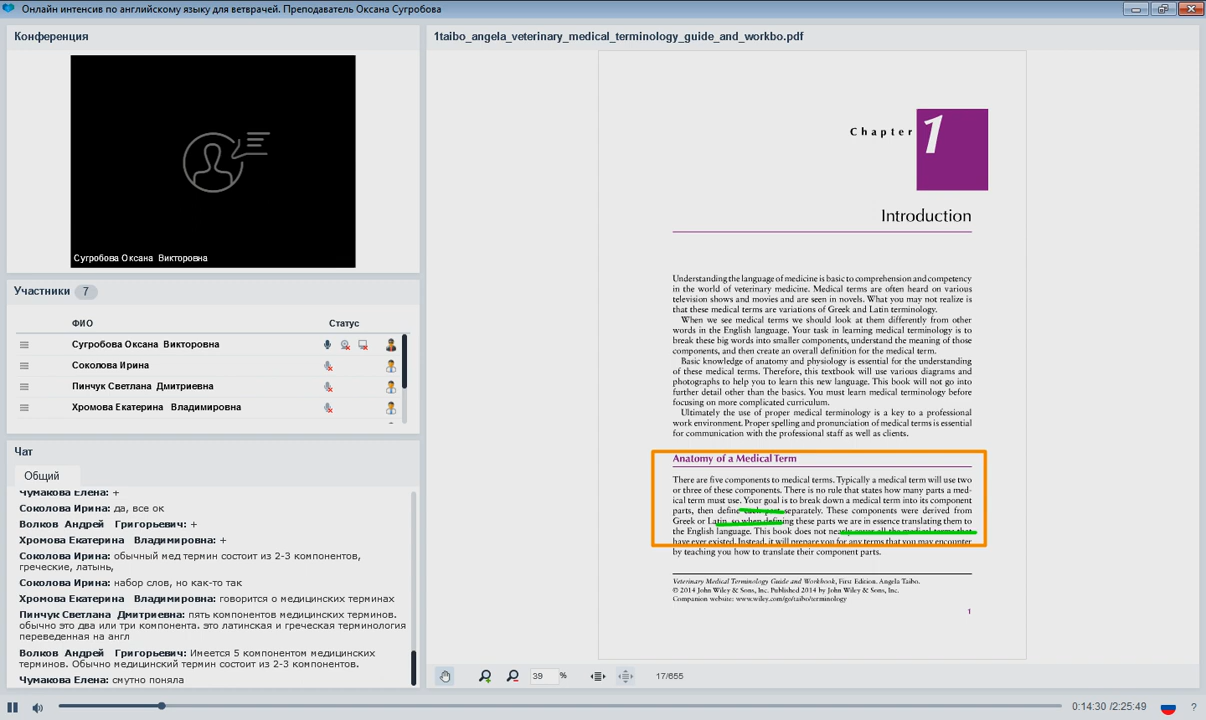 Онлайн интенсив по английскому языку для ветврачей. Преподаватель Оксана Сугробова
Конференция
Сугробова Оксана Викторовна
Участники 7
ФИО Статус
Сугробова Оксана Викторовна
Соколова Ирина
Пинчук Светлана Дмитриевна
Хромова Екатерина Владимировна
Чат
Общий
Чумакова Елена: +
Соколова Ирина: да, все ок
Волков Андрей Григорьевич: +
Хромова Екатерина Владимировна: +
Соколова Ирина: обычный мед термин состоит из 2-3 компонентов,
греческие, латынь,
Соколова Ирина: набор слов, но как-то так
Хромова Екатерина Владимировна: говорится о медицинских терминах
Пинчук Светлана Дмитриевна: пять компонентов медицинских терминов.
обычно это два или три компонента. это латинская и греческая терминология
переведенная на англ
Волков Андрей Григорьевич: Имеется 5 компонентом медицинских
терминов. Обычно медицинский термин состоит из 2-3 компонентов.
Чумакова Елена: смутно поняла
1taibo_angela_veterinary_medical_terminology_guide_and_workbo.pdf
Chapter 1
Introduction
Understanding the language of medicine is basic to comprehension and competency
in the world of veterinary medicine. Medical terms are often heard on various
television shows and movies and are seen in novels. What you may not realize is
that these medical terms are variations of Greek and Latin terminology.
When we see medical terms we should look at them differently from other
words in the English language. Your task in learning medical terminology is to
break these big words into smaller components, understand the meaning of those
components, and then create an overall definition for the medical term.
Basic knowledge of anatomy and physiology is essential for the understanding
of these medical terms. Therefore, this textbook will use various diagrams and
photographs to help you to learn this new language. This book will not go into
further detail other than the basics. You must learn medical terminology before
focusing on more complicated curriculum.
Ultimately the use of proper medical terminology is a key to a professional
work environment. Proper spelling and pronunciation of medical terms is essential
for communication with the professional staff as well as clients.
Anatomy of a Medical Term
There are five components to medical terms. Typically a medical term will use two
or three of these components. There is no rule that states how many parts a med-
ical term must use. Your goal is to break down a medical term into its component
parts, then define each part separately. These components were derived from
Greek or Latin, so when defining these parts we are in essence translating them to
the English language. This book does not nearly cover all the medical terms that
have ever existed. Instead, it will prepare you for any terms that you may encounter
by teaching you how to translate their component parts.
Veterinary Medical Terminology Guide and Workbook, First Edition. Angela Taibo.
© 2014 John Wiley & Sons, Inc. Published 2014 by John Wiley & Sons, Inc.
Companion website: www.wiley.com/go/taibo/terminology
1
39 % 17/655
0:14:30 /2:25:49 ?